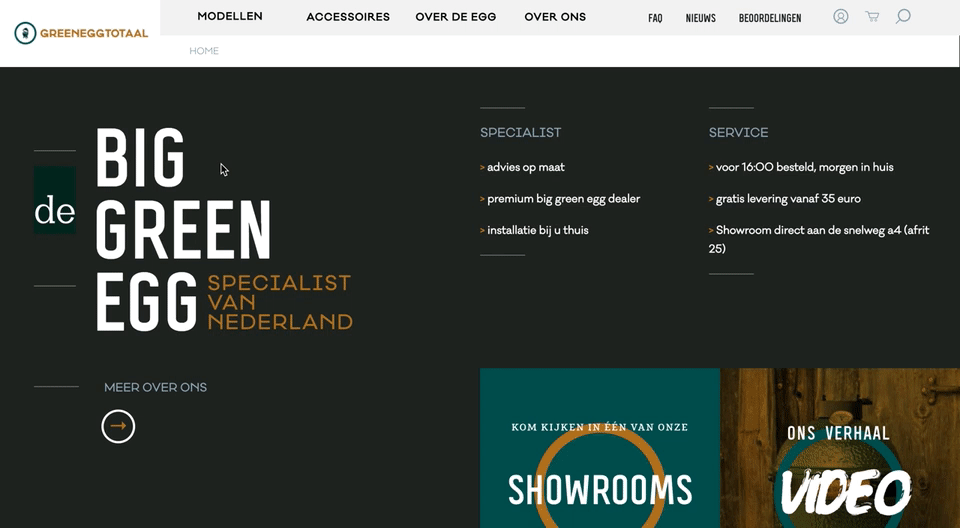 GREENEGGTOTAAL
MODELLEN ACCESSOIRES OVER DE EGG OVER ONS FAQ NIEUWS BEOORDELINGEN
HOME
de
BIG
GREEN
EGG
SPECIALIST
VAN
NEDERLAND
MEER OVER ONS
SPECIALIST
> advies op maat
> premium big green egg dealer
> installatie bij u thuis
SERVICE
> voor 16:00 besteld, morgen in huis
> gratis levering vanaf 35 euro
> Showroom direct aan de snelweg a4 (afrit
25)
KOM KIJKEN IN ÉÉN VAN ONZE
SHOWROOMS
ONS VERHAAL
VIDEO